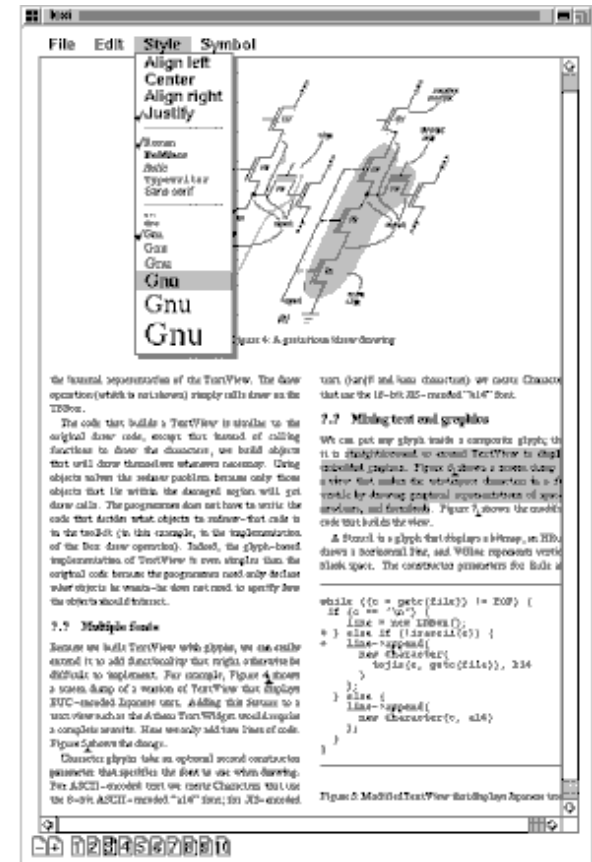 File Edit Style Symbol
Align left
Center
Align right
Justify
Roman
Boldface
Italic
Typewriter
Sans serif
Gnu
Gnu
Gnu
Gnu
Gnu
Gnu
Figure 4: A gestural drawing
the internal representation of the TextView. The draw
operation (which is not shown) simply calls draw on the
TBBox.
The code that builds a TextView is similar to the
original draw code, except that instead of calling
functions to draw the characters, we build objects
that will draw themselves whenever necessary. Using
objects solves the redraw problem because only those
objects that lie within the damaged region will get
draw calls. The programmer does not have to write the
code that decides what objects to redraw–that code is
in the toolkit (in this example, in the implementation
of the Box draw operation). Indeed, the glyph–based
implementation of TextView is even simpler than the
original code because the programmer need only declare
what objects he wants–he does not need to specify how
the objects should interact.
?.? Multiple fonts
Because we built TextView with glyphs, we can easily
extend it to add functionality that might otherwise be
difficult to implement. For example, Figure 4 shows
a screen dump of a version of TextView that displays
EUC–encoded Japanese text. Adding this feature to a
text view such as the Athena Text Widget would require
a complete rewrite. Here we only add two lines of code.
Figure 5 shows the change.
Character glyphs take an optional second constructor
parameter that specifies the font to use when drawing.
For ASCII–encoded text we create Characters that use
the 8–bit ASCII–encoded "a14" font; for JIS–encoded
text (kanji and kana characters) we create Character
that use the 16–bit JIS–encoded "k14" font.
?.? Mixing text and graphics
We can put any glyph inside a composite glyph; th
it is straightforward to extend TextView to displ
embedded graphics. Figure 6 shows a screen dump
a view that makes the whitespace characters in a fi
visible by drawing graphical representations of spac
newlines, and formfeeds. Figure 7 shows the modifi
code that builds the view.
A Stencil is a glyph that displays a bitmap, an HRu
draws a horizontal line, and VGlue represents vertic
blank space. The constructor parameters for Rule a
while ((c = getc(file)) != EOF) {
if (c == '\n') {
line = new LRBox();
} else if (!isascii(c)) {
line->append(
new Character(
tojis(c, getc(file)), k14
)
);
} else {
line->append(
new Character(c, a14)
);
}
}
Figure 5: Modified TextView that displays Japanese tex
1 2 3 4 5 6 7 8 9 10